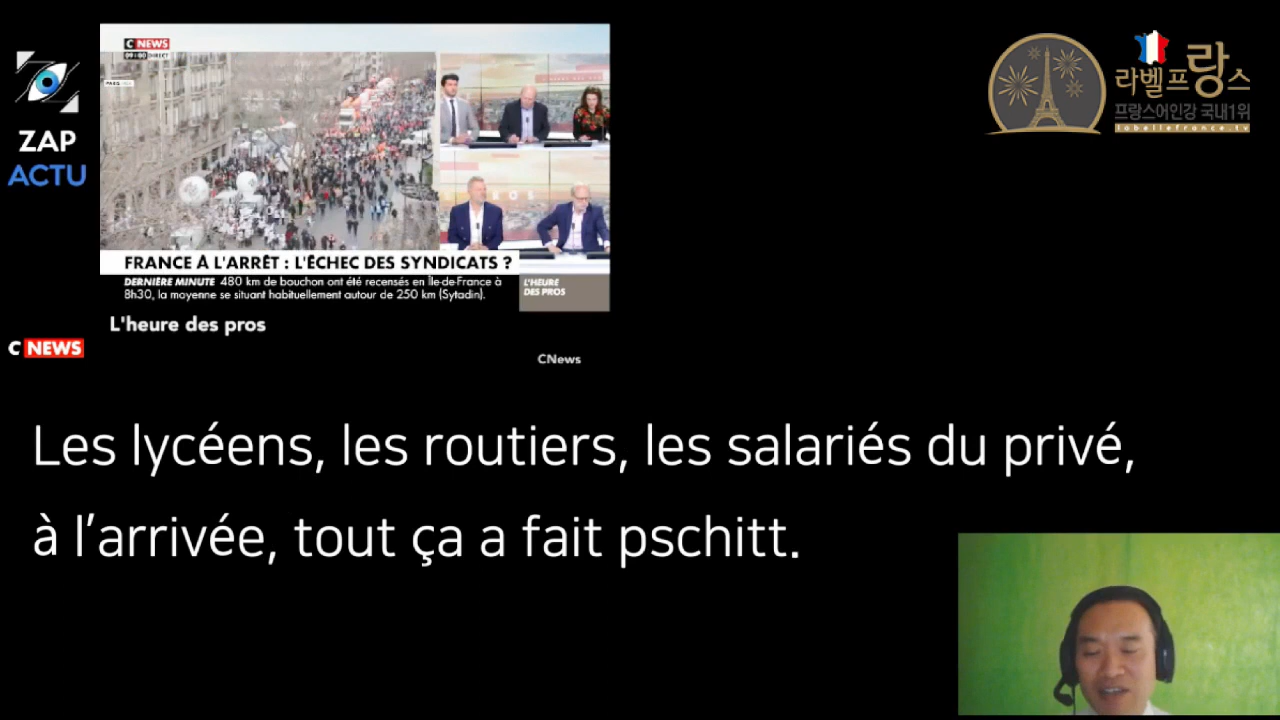 C NEWS
09:00 DIRECT
PARIS
ZAP
ACTU
FRANCE À L'ARRÊT : L'ÉCHEC DES SYNDICATS ?
DERNIÈRE MINUTE 480 km de bouchon ont été recensés en Île-de-France à
8h30, la moyenne se situant habituellement autour de 250 km (Sytadin).
L'HEURE
DES PROS
L'heure des pros
C NEWS
CNews
라벨프랑스
프랑스어인강 국내1위
labellefrance.tv
Les lycéens, les routiers, les salariés du privé,
à l’arrivée, tout ça a fait pschitt.